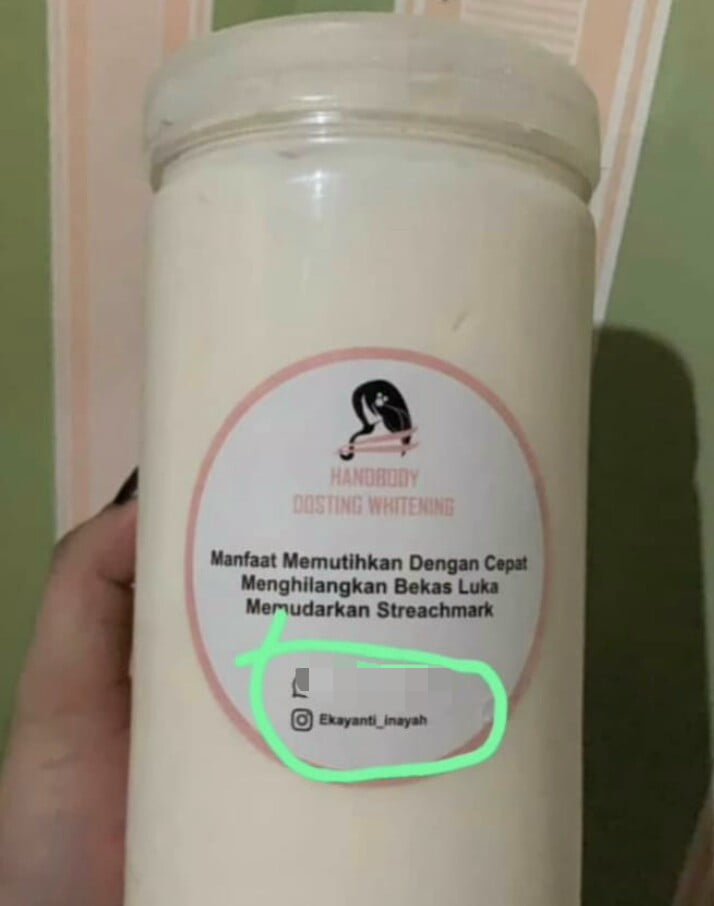 HANDBODY
DOSTING WHITENING
Manfaat Memutihkan Dengan Cepat
Menghilangkan Bekas Luka
Memudarkan Streachmark
Ekayanti_inayah